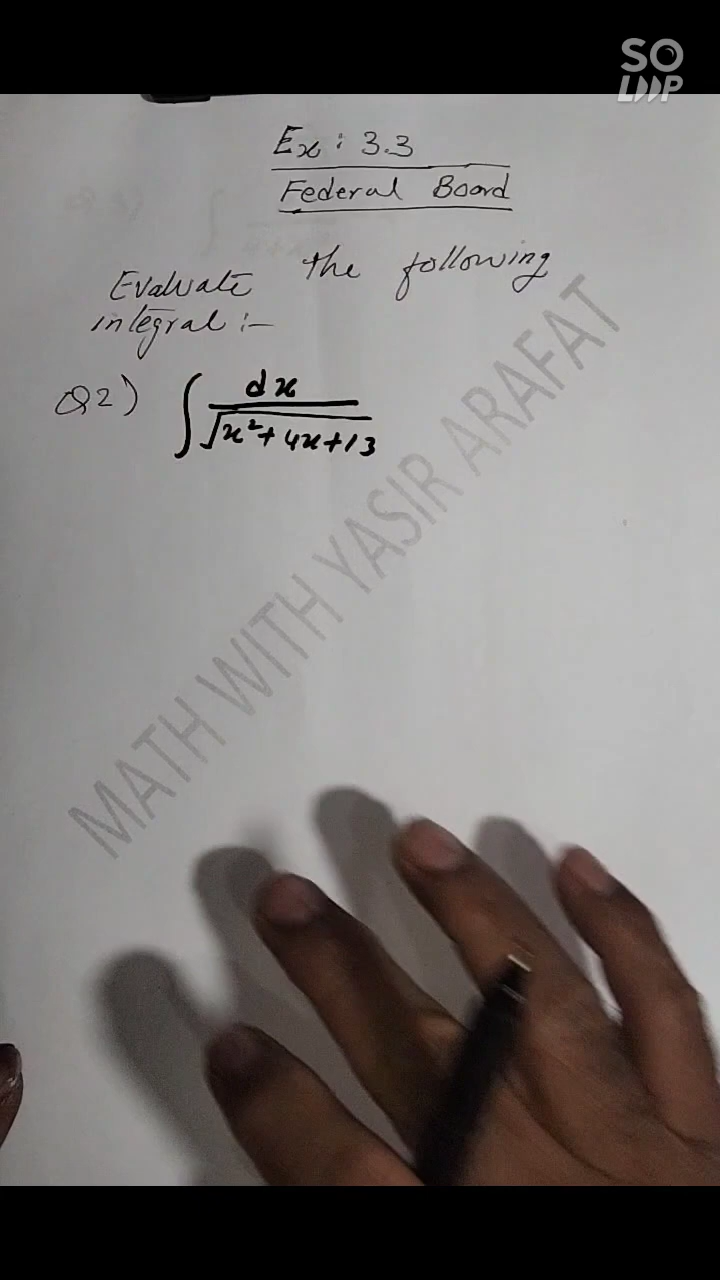 SO
LOOP
Ex: 3.3
Federal Board
Evaluate the following
integral :-
Q2) ∫ dx / √x²+4x+13
MATH WITH YASIR ARAFAT